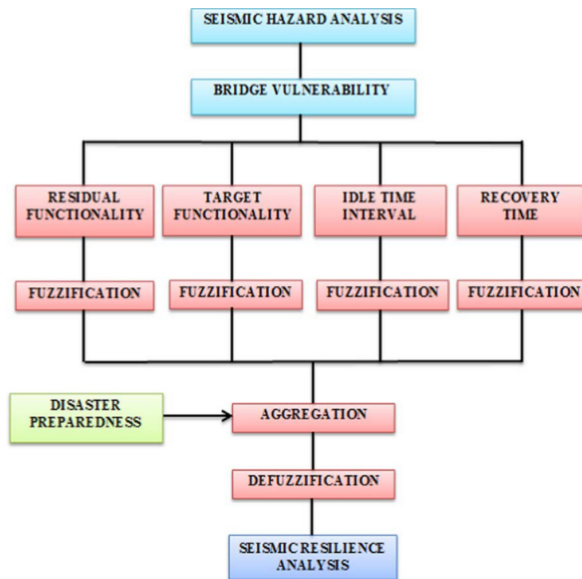 SEISMIC HAZARD ANALYSIS
BRIDGE VULNERABILITY
RESIDUAL
FUNCTIONALITY
TARGET
FUNCTIONALITY
IDLE TIME
INTERVAL
RECOVERY
TIME
FUZZIFICATION
FUZZIFICATION
FUZZIFICATION
FUZZIFICATION
DISASTER
PREPAREDNESS
AGGREGATION
DEFUZZIFICATION
SEISMIC RESILIENCE
ANALYSIS